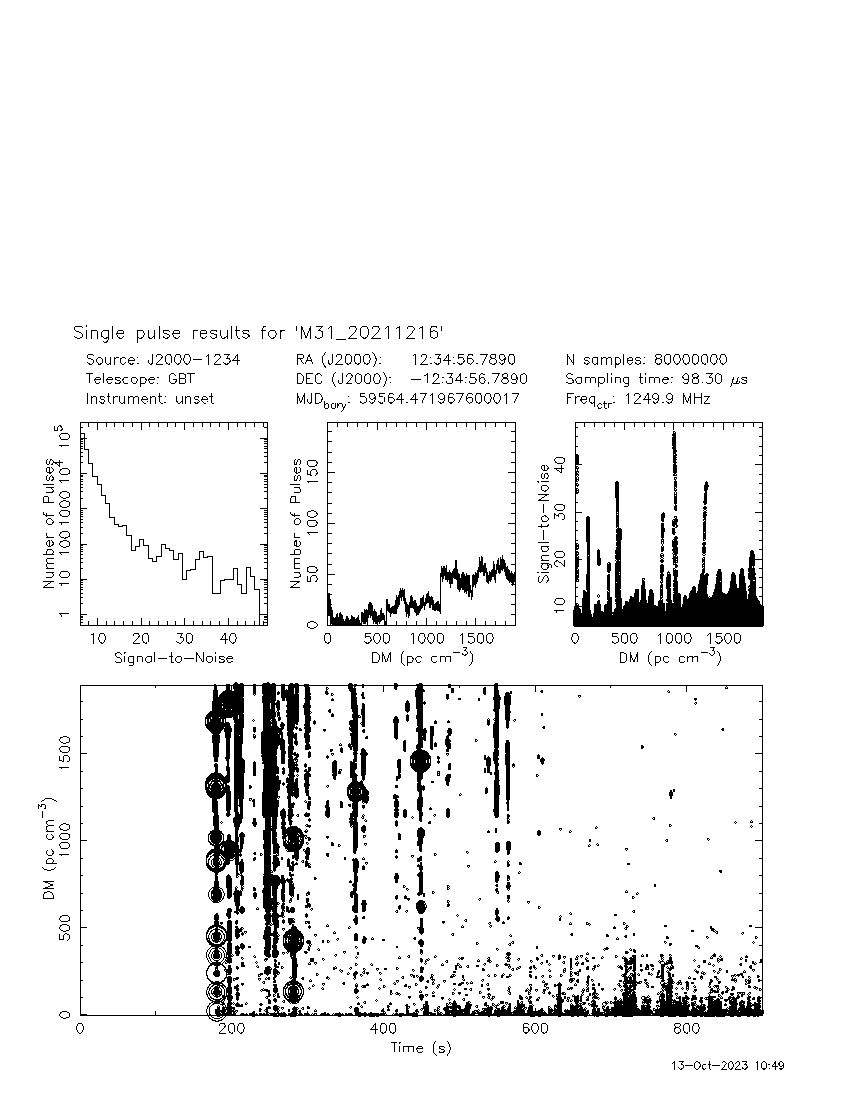 Single pulse results for 'M31_20211216'
Source: J2000-1234 RA (J2000): 12:34:56.7890 N samples: 80000000
Telescope: GBT DEC (J2000): -12:34:56.7890 Sampling time: 98.30 μs
Instrument: unset MJDbary: 59564.471967600017 Freqctr: 1249.9 MHz
Number of Pulses
1 10 100 1000 10^4 10^5
10 20 30 40
Signal-to-Noise
Number of Pulses
0 50 100 150
0 500 1000 1500
DM (pc cm^-3)
Signal-to-Noise
10 20 30 40
0 500 1000 1500
DM (pc cm^-3)
DM (pc cm^-3)
0 500 1000 1500
0 200 400 600 800
Time (s)
13-Oct-2023 10:49